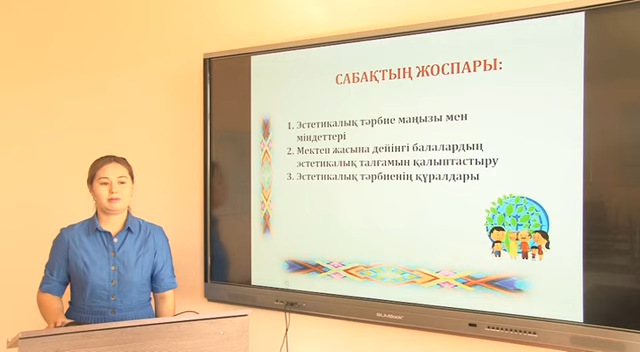 САБАҚТЫҢ ЖОСПАРЫ:
1. Эстетикалық тәрбие маңызы мен
міндеттері
2. Мектеп жасына дейінгі балалардың
эстетикалық талғамын қалыптастыру
3. Эстетикалық тәрбиенің құралдары